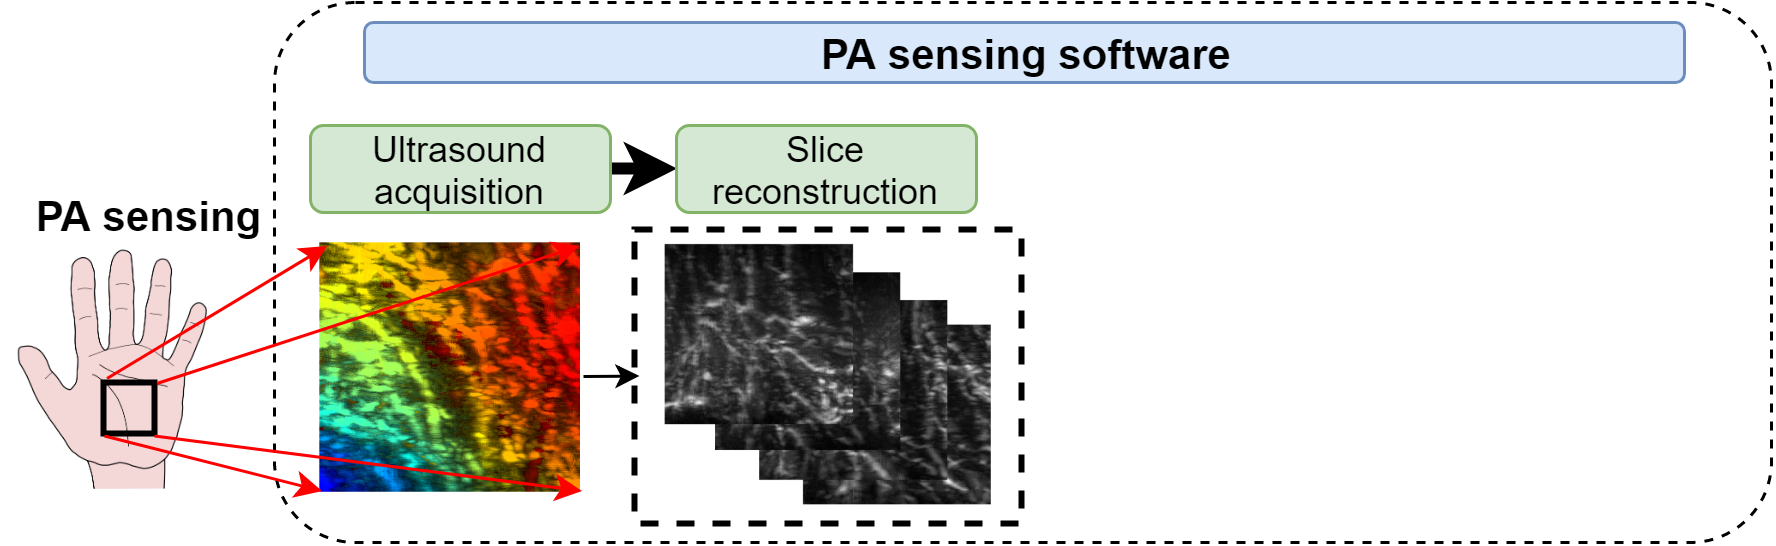 PA sensing software
Ultrasound
acquisition
Slice
reconstruction
PA sensing